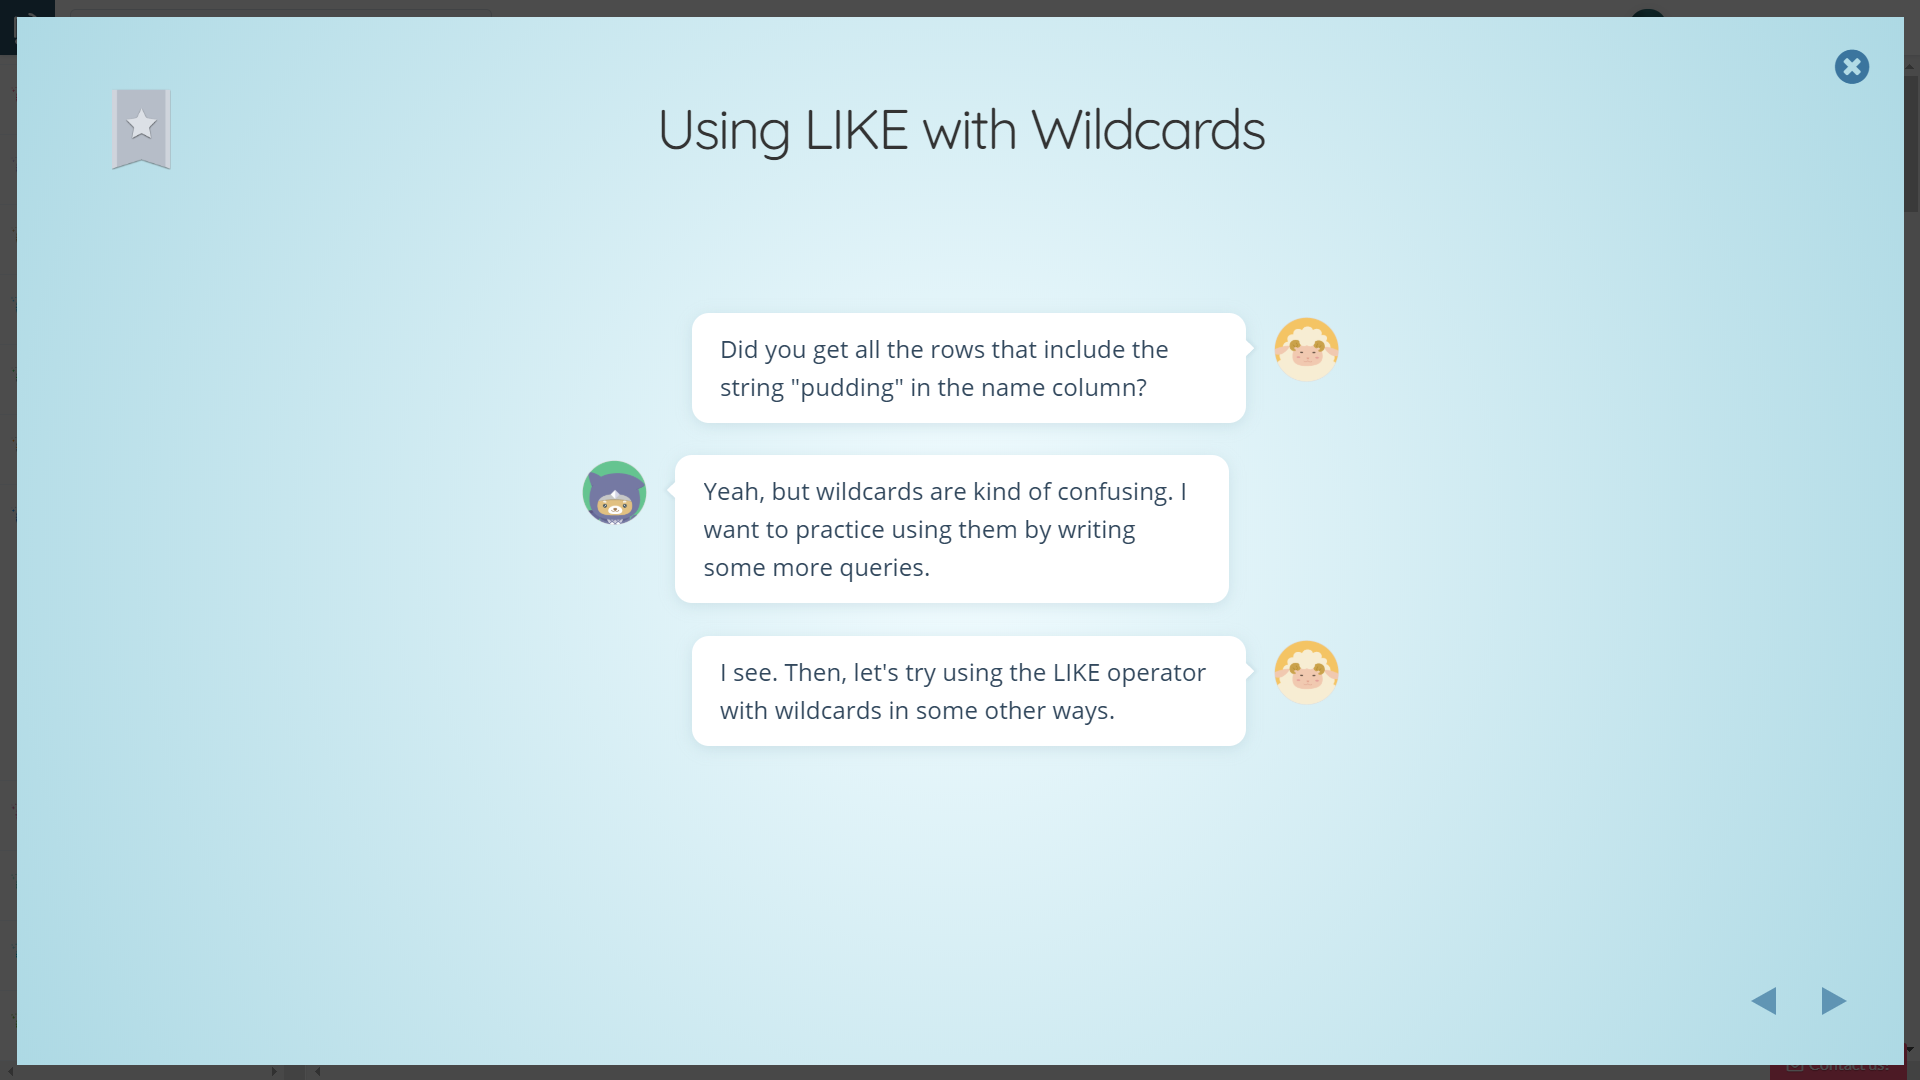 Using LIKE with Wildcards
Did you get all the rows that include the
string "pudding" in the name column?
Yeah, but wildcards are kind of confusing. I
want to practice using them by writing
some more queries.
I see. Then, let's try using the LIKE operator
with wildcards in some other ways.
Contact us!